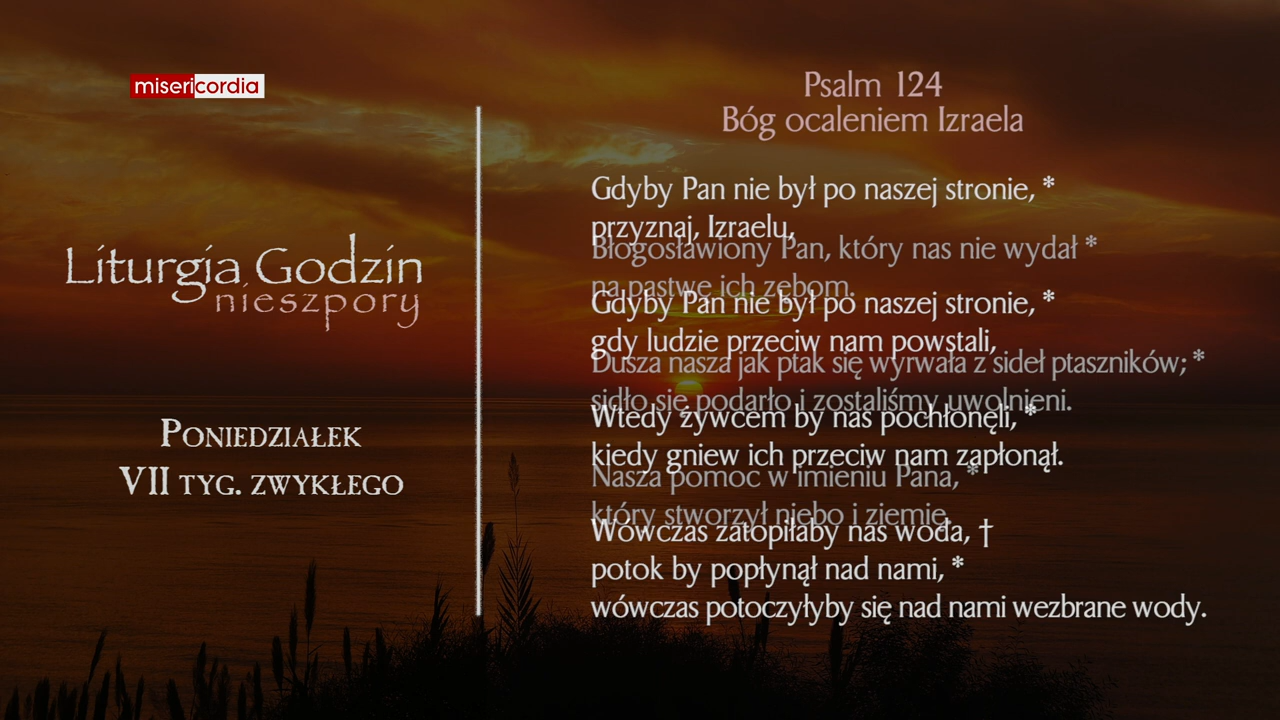 misericordia
Liturgia Godzin
nieszpory
Poniedziałek
VII tyg. zwykłego
Psalm 124
Bóg ocaleniem Izraela
Gdyby Pan nie był po naszej stronie, *
przyznaj, Izraelu,
Błogosławiony Pan, który nas nie wydał *
na pastwę ich zębom.
Gdyby Pan nie był po naszej stronie, *
gdy ludzie przeciw nam powstali,
Dusza nasza jak ptak się wyrwała z sideł ptaszników; *
sidło się podarło i zostaliśmy uwolnieni.
Wtedy żywcem by nas pochłonęli, *
kiedy gniew ich przeciw nam zapłonął.
Nasza pomoc w imieniu Pana, *
który stworzył niebo i ziemię.
Wówczas zatopiłaby nas woda, †
potok by popłynął nad nami, *
wówczas potoczyłyby się nad nami wezbrane wody.